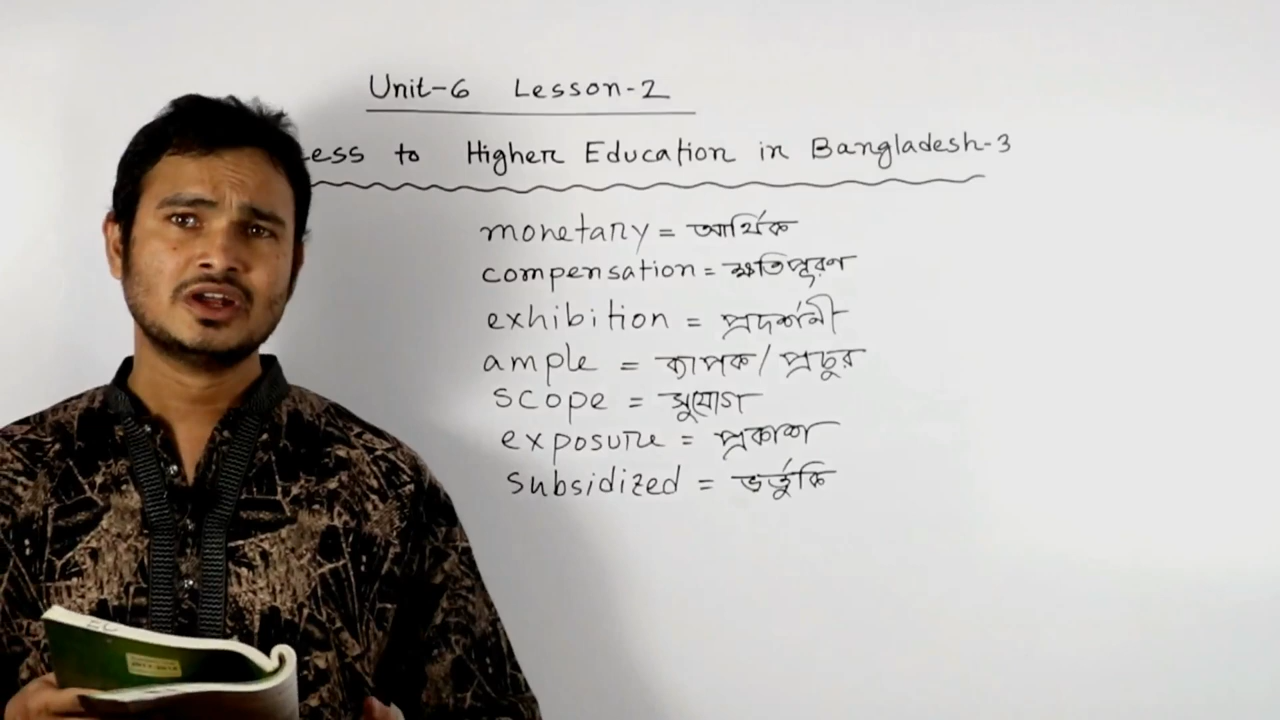 Unit-6 Lesson-2
cess to Higher Education in Bangladesh-3
monetary = আর্থিক
compensation = ক্ষতিপূরণ
exhibition = প্রদর্শনী
ample = ব্যাপক / প্রচুর
scope = সুযোগ
exposure = প্রকাশ
subsidized = ভর্তুকি